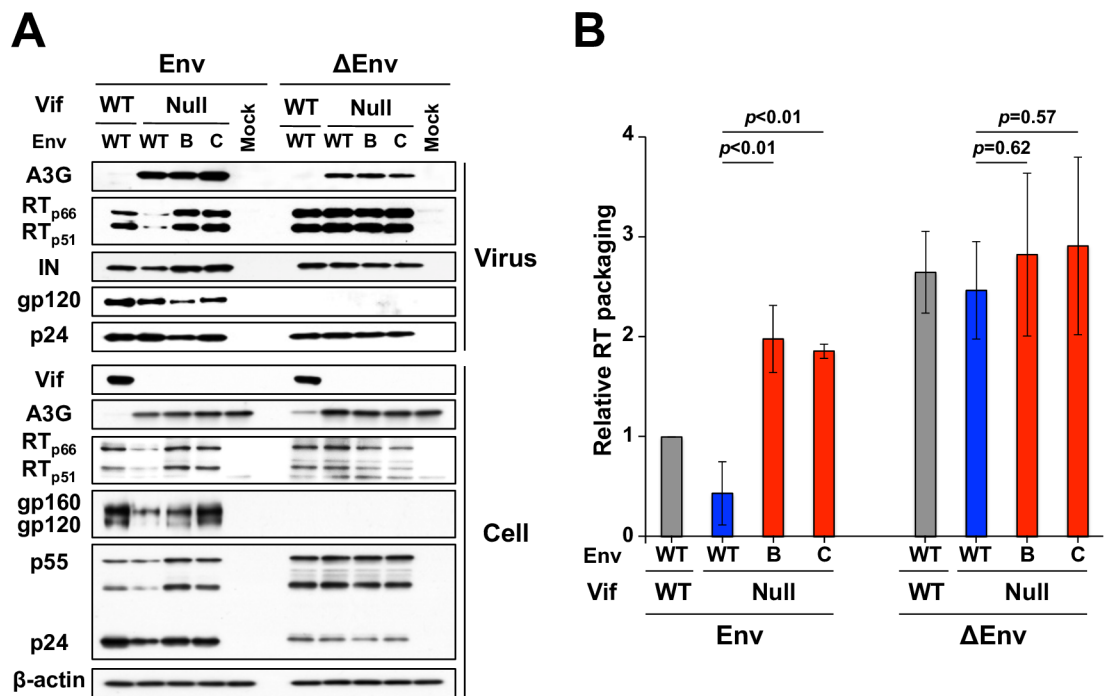 A
Env ΔEnv
Vif WT Null Mock WT Null Mock
Env WT WT B C WT WT B C
A3G
RTp66
RTp51
IN
gp120
p24
Virus
Vif
A3G
RTp66
RTp51
gp160
gp120
p55
p24
β-actin
Cell
B
Relative RT packaging
4
3
2
1
0
p<0.01
p<0.01
p=0.57
p=0.62
Env WT WT B C WT WT B C
Vif WT Null WT Null
Env ΔEnv